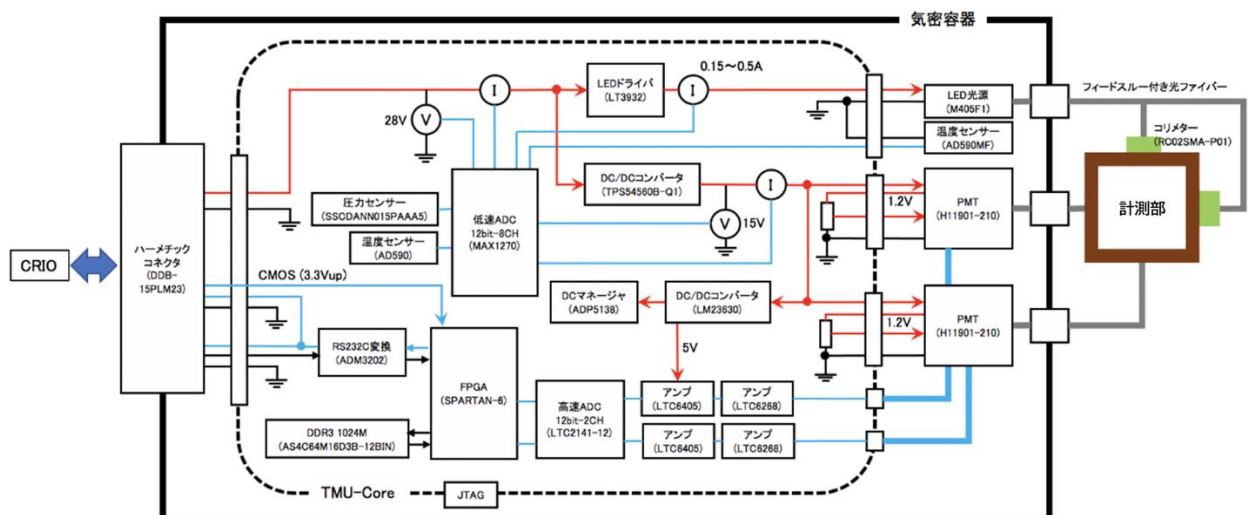 気密容器
0.15～0.5A
LEDドライバ
(LT3932)
I
I
LED光源
(M405F1)
フィードスルー付き光ファイバー
28V
V
温度センサー
(AD590MF)
コリメター
(RC02SMA-P01)
DC/DCコンバータ
(TPS54560B-Q1)
I
圧力センサー
(SSCDANN015PAAA5)
低速ADC
12bit-8CH
(MAX1270)
V
15V
1.2V
PMT
(H11901-210)
計測部
温度センサー
(AD590)
ハーメチック
コネクタ
(DDB-
15PLM23)
CRIO
CMOS (3.3Vup)
DCマネージャ
(ADP5138)
DC/DCコンバータ
(LM23630)
1.2V
PMT
(H11901-210)
RS232C変換
(ADM3202)
5V
FPGA
(SPARTAN-6)
高速ADC
12bit-2CH
(LTC2141-12)
アンプ
(LTC6405)
アンプ
(LTC6268)
DDR3 1024M
(AS4C64M16D3B-12BIN)
アンプ
(LTC6405)
アンプ
(LTC6268)
TMU-Core
JTAG